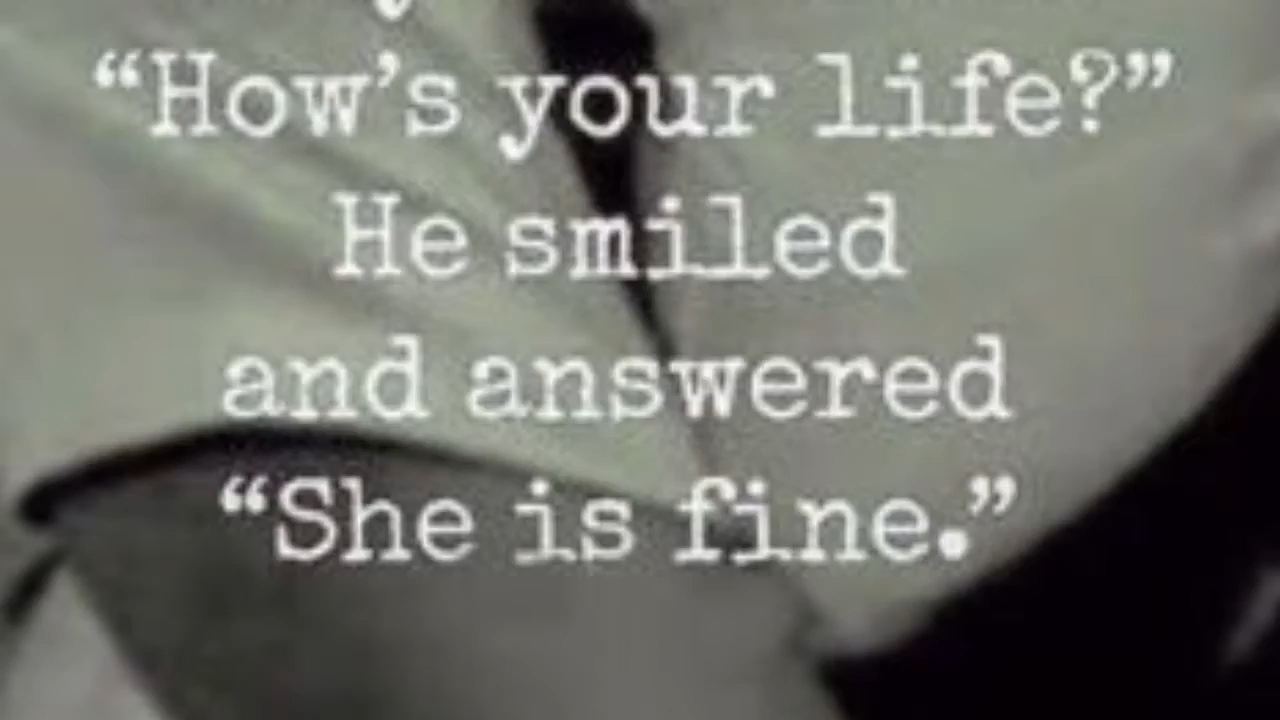 “How’s your life?”
He smiled
and answered
“She is fine.”